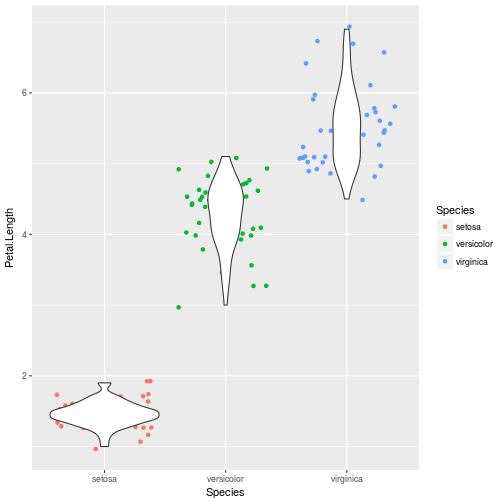 6
4
2
Petal.Length
setosa
versicolor
virginica
Species
Species
setosa
versicolor
virginica